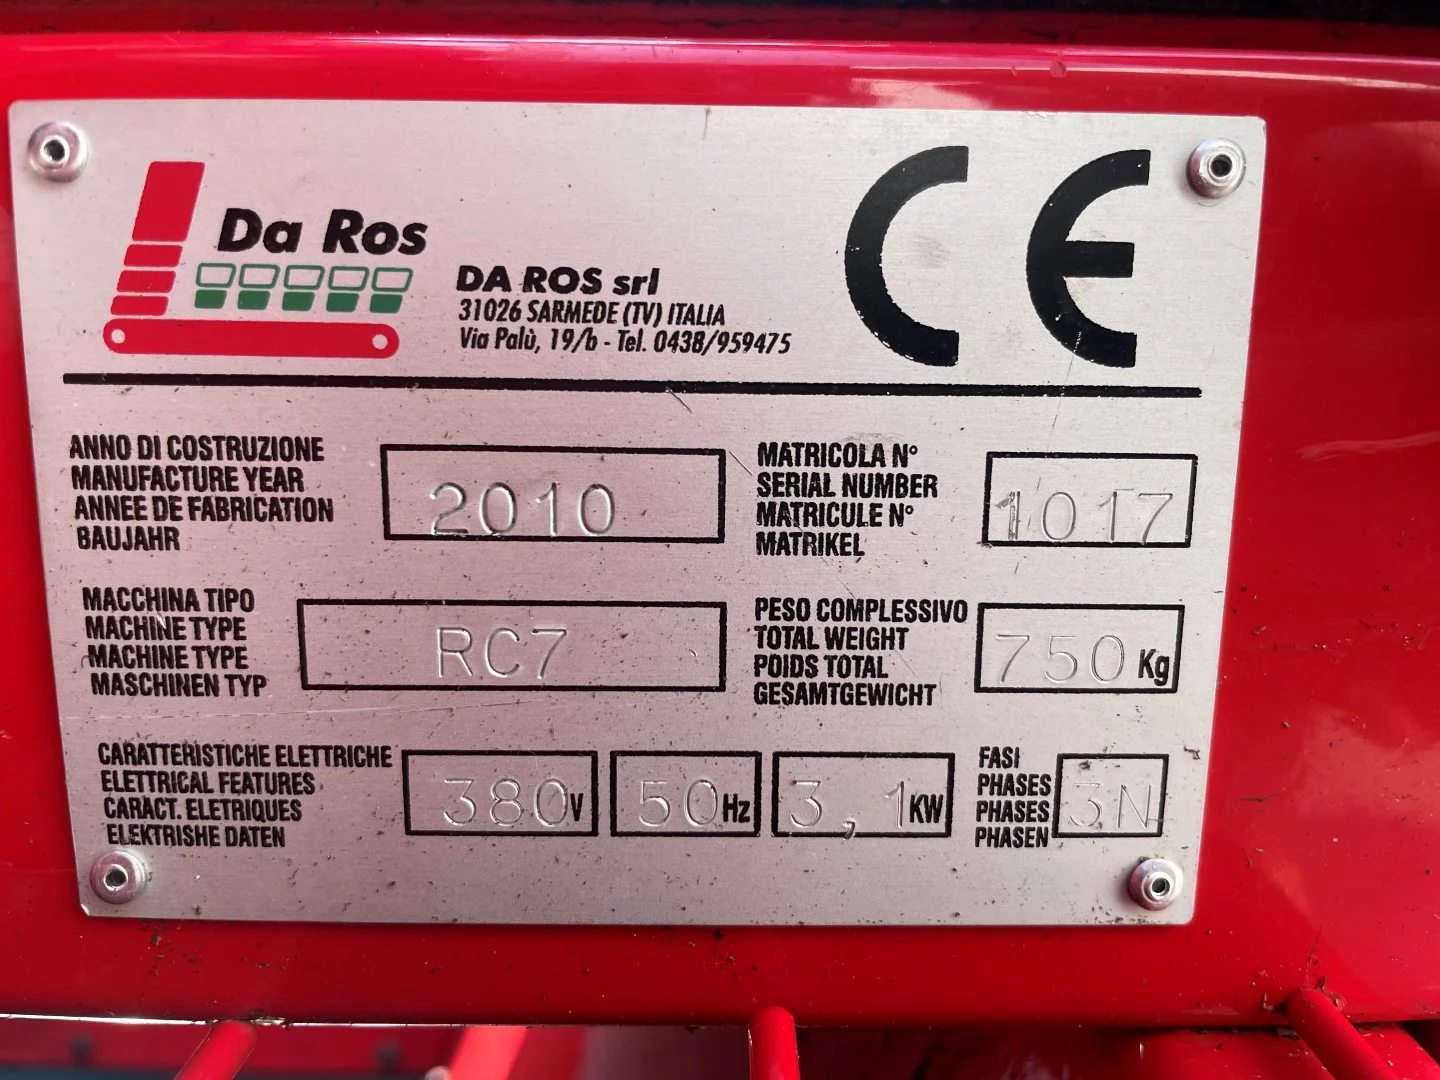 Da Ros
DA ROS srl
31026 SARMEDE (TV) ITALIA
Via Palù, 19/b - Tel. 0438/959475
CE
ANNO DI COSTRUZIONE
MANUFACTURE YEAR
ANNEE DE FABRICATION
BAUJAHR
2010
MATRICOLA N°
SERIAL NUMBER
MATRICULE N°
MATRIKEL
1017
MACCHINA TIPO
MACHINE TYPE
MACHINE TYPE
MASCHINEN TYP
RC7
PESO COMPLESSIVO
TOTAL WEIGHT
POIDS TOTAL
GESAMTGEWICHT
750 Kg
CARATTERISTICHE ELETTRICHE
ELETTRICAL FEATURES
CARACT. ELETRIQUES
ELEKTRISHE DATEN
380 V
50 Hz
3,1 KW
FASI
PHASES
PHASES
PHASEN
3N